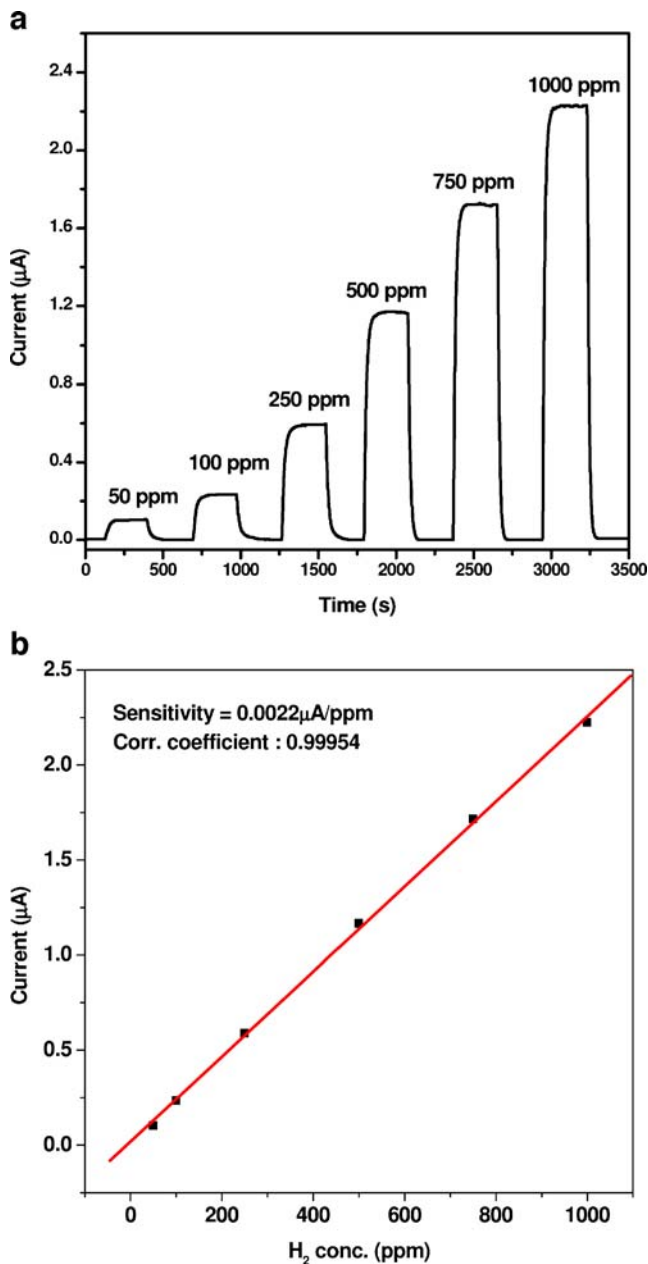 a
2.4
2.0
1.6
1.2
0.8
0.4
0.0
Current (μA)
50 ppm
100 ppm
250 ppm
500 ppm
750 ppm
1000 ppm
0 500 1000 1500 2000 2500 3000 3500
Time (s)
b
2.5
2.0
1.5
1.0
0.5
0.0
Current (μA)
Sensitivity = 0.0022μA/ppm
Corr. coefficient : 0.99954
0 200 400 600 800 1000
H₂ conc. (ppm)